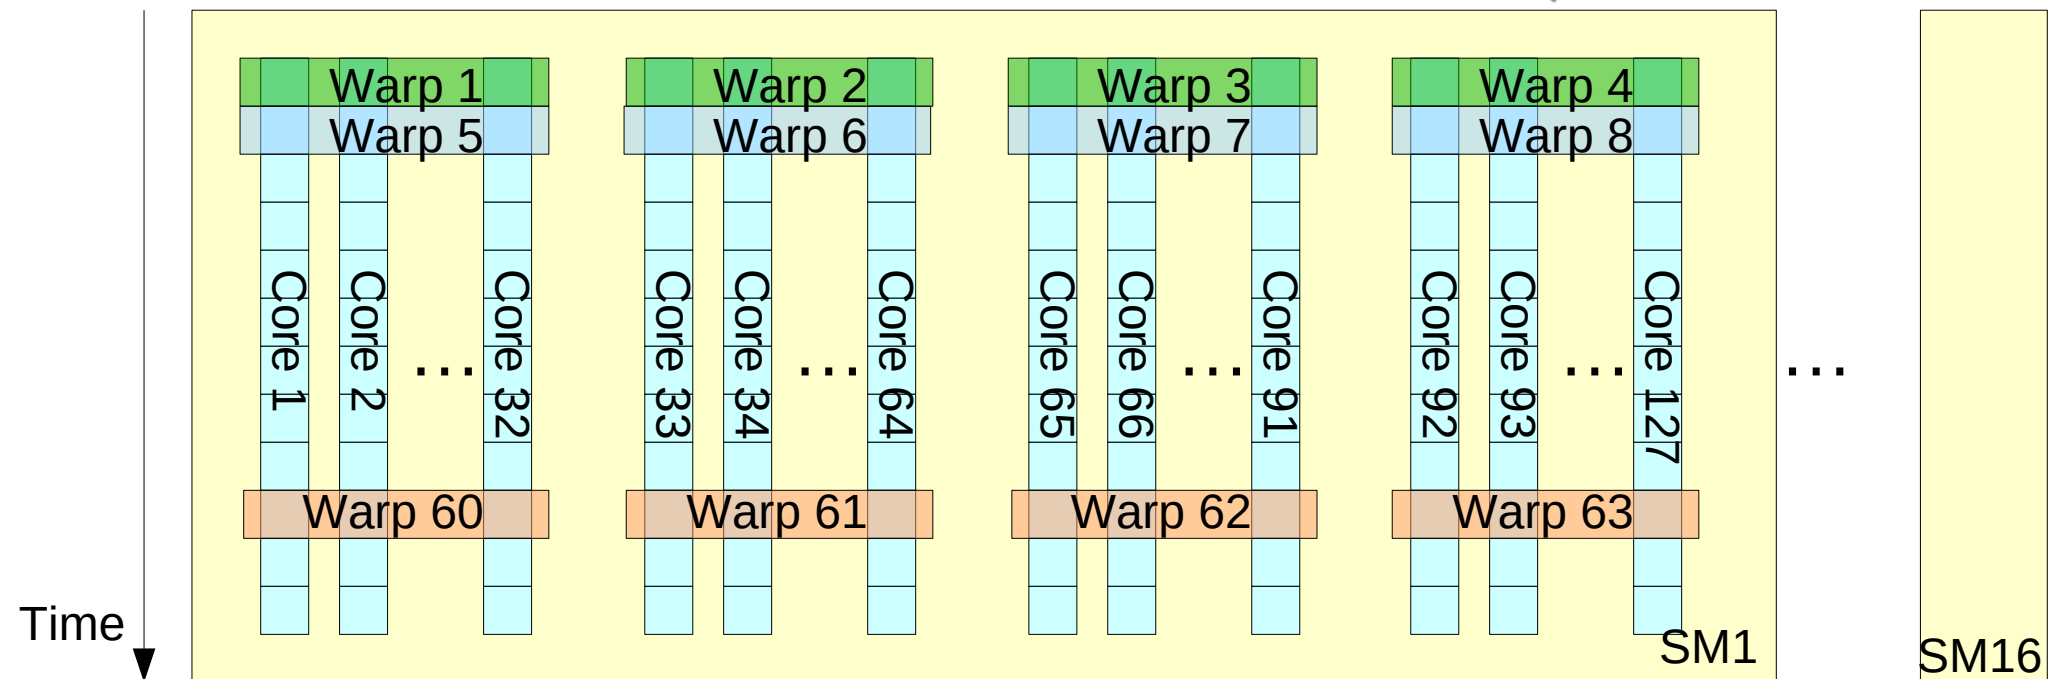 Warp 1 Warp 2 Warp 3 Warp 4
Warp 5 Warp 6 Warp 7 Warp 8
Core 1
Core 2
...
Core 32
Core 33
Core 34
...
Core 64
Core 65
Core 66
...
Core 91
Core 92
Core 93
...
Core 127
...
Warp 60 Warp 61 Warp 62 Warp 63
Time
SM1
SM16